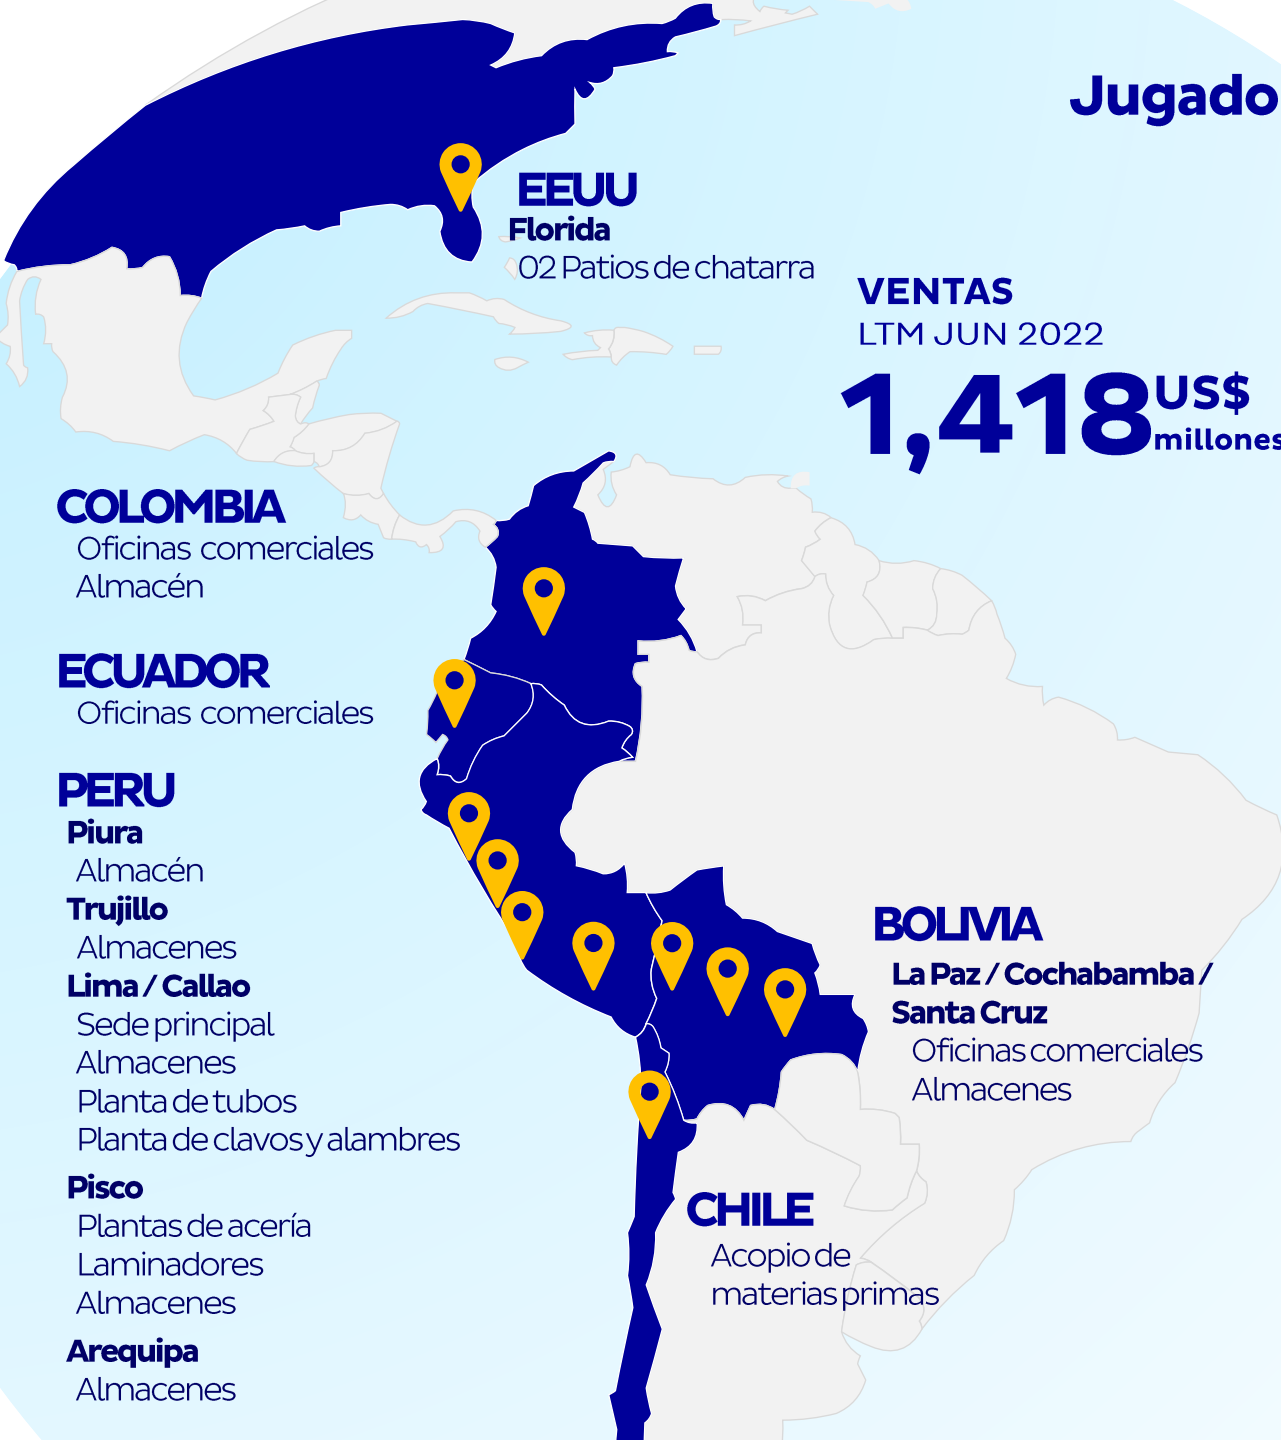 Jugado
EEUU
Florida
02 Patios de chatarra
VENTAS
LTM JUN 2022
1,418 US$
millones
COLOMBIA
Oficinas comerciales
Almacén
ECUADOR
Oficinas comerciales
PERU
Piura
Almacén
Trujillo
Almacenes
Lima / Callao
Sede principal
Almacenes
Planta de tubos
Planta de clavos y alambres
Pisco
Plantas de acería
Laminadores
Almacenes
Arequipa
Almacenes
BOLIVIA
La Paz / Cochabamba /
Santa Cruz
Oficinas comerciales
Almacenes
CHILE
Acopio de
materias primas